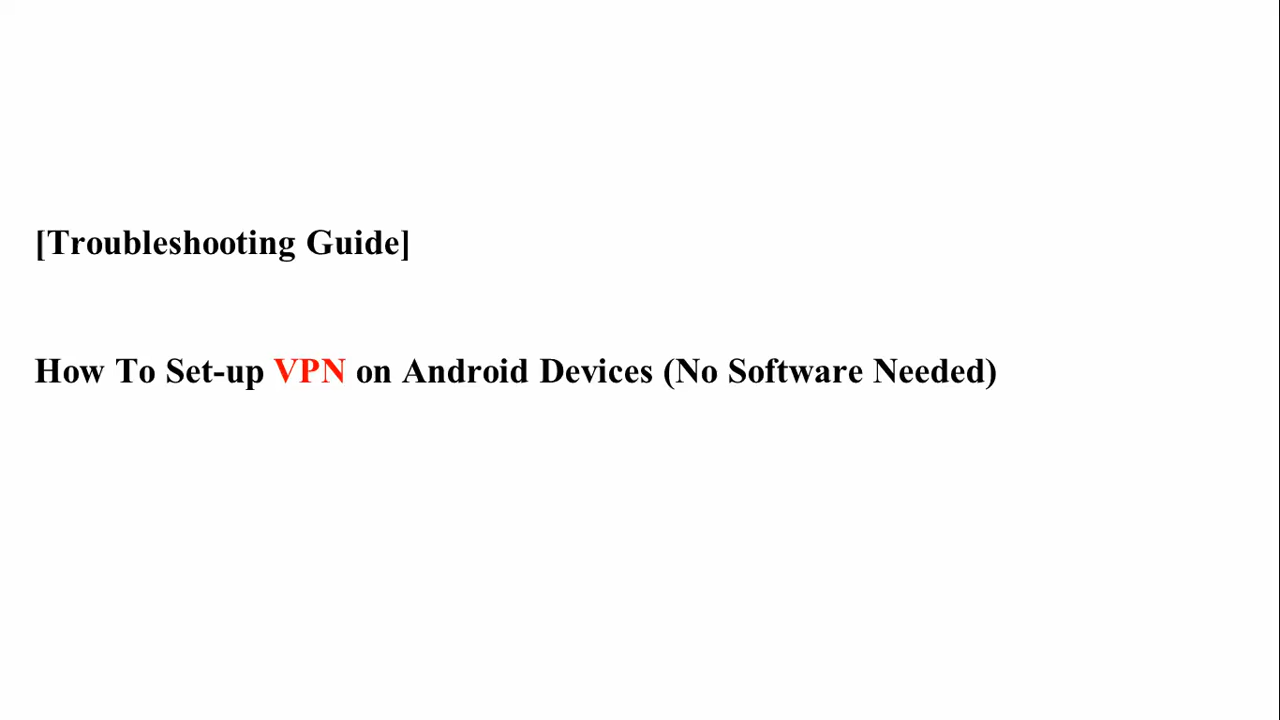 [Troubleshooting Guide]
How To Set-up VPN on Android Devices (No Software Needed)